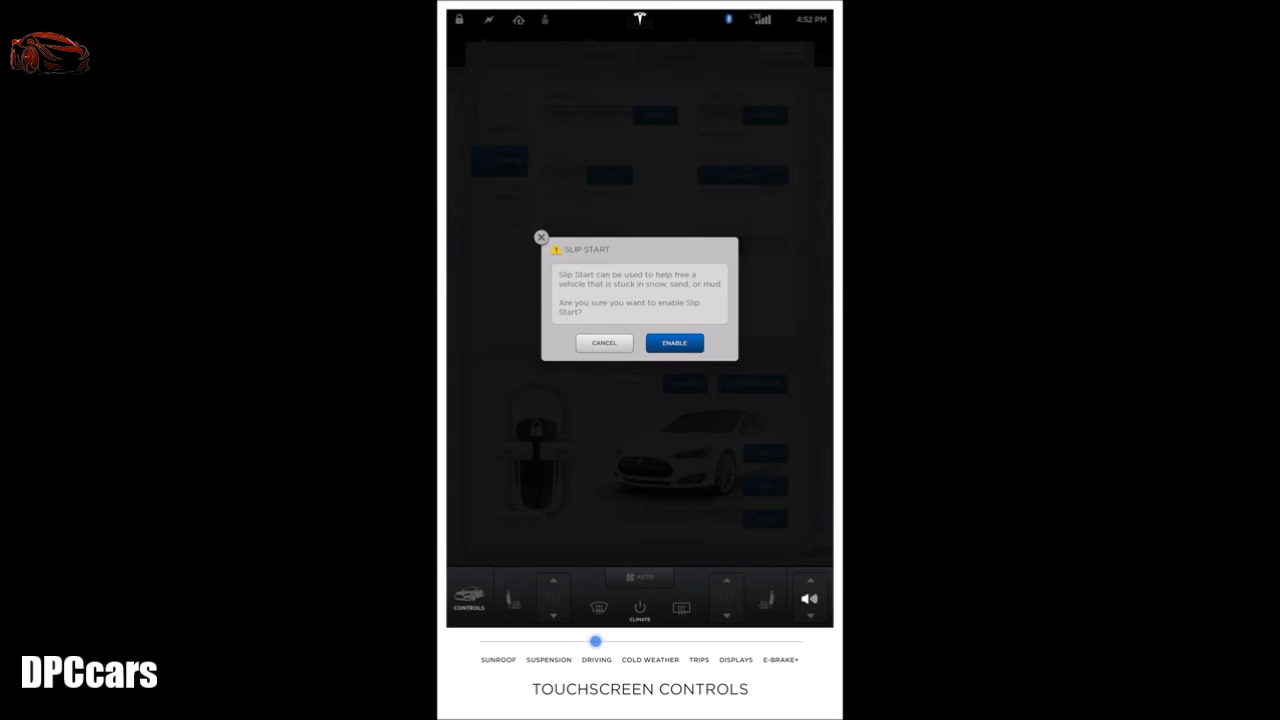 LTE
4:52 PM
SLIP START
Slip Start can be used to help free a
vehicle that is stuck in snow, sand, or mud.
Are you sure you want to enable Slip
Start?
CANCEL
ENABLE
AUTO
CONTROLS
CLIMATE
SUNROOF SUSPENSION DRIVING COLD WEATHER TRIPS DISPLAYS E-BRAKE+
TOUCHSCREEN CONTROLS
DPCcars